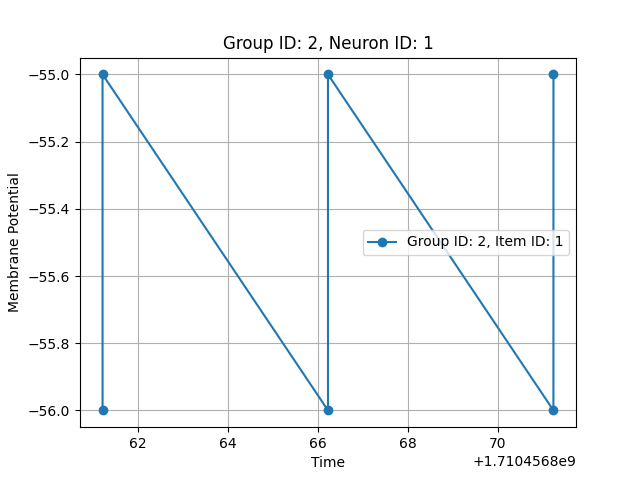 Group ID: 2, Neuron ID: 1
−55.0
−55.2
−55.4
−55.6
−55.8
−56.0
Membrane Potential
Group ID: 2, Item ID: 1
62 64 66 68 70
Time
+1.7104568e9